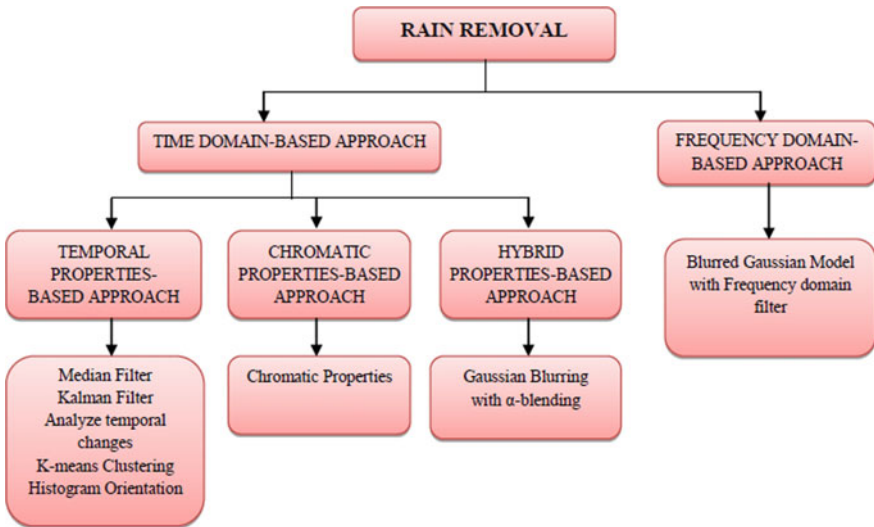 RAIN REMOVAL
TIME DOMAIN-BASED APPROACH
FREQUENCY DOMAIN-
BASED APPROACH
TEMPORAL
PROPERTIES-
BASED APPROACH
CHROMATIC
PROPERTIES-BASED
APPROACH
HYBRID
PROPERTIES-BASED
APPROACH
Blurred Gaussian Model
with Frequency domain
filter
Median Filter
Kalman Filter
Analyze temporal
changes
K-means Clustering
Histogram Orientation
Chromatic Properties
Gaussian Blurring
with α-blending